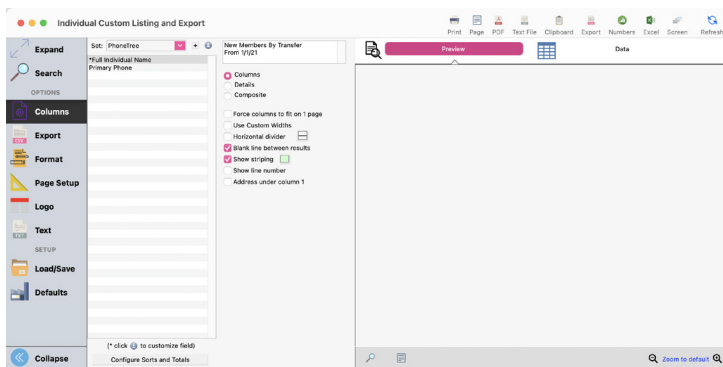 Individual Custom Listing and Export
Print Page PDF Text File Clipboard Export Numbers Excel Screen Refresh
Expand
Search
OPTIONS
Columns
Export
Format
Page Setup
Logo
Text
SETUP
Load/Save
Defaults
Collapse
Set: PhoneTree
*Full Individual Name
Primary Phone
(* click to customize field)
Configure Sorts and Totals
New Members By Transfer
From 1/1/21
Columns
Details
Composite
Force columns to fit on 1 page
Use Custom Widths
Horizontal divider
Blank line between results
Show striping
Show line number
Address under column 1
Preview
Data
Zoom to default